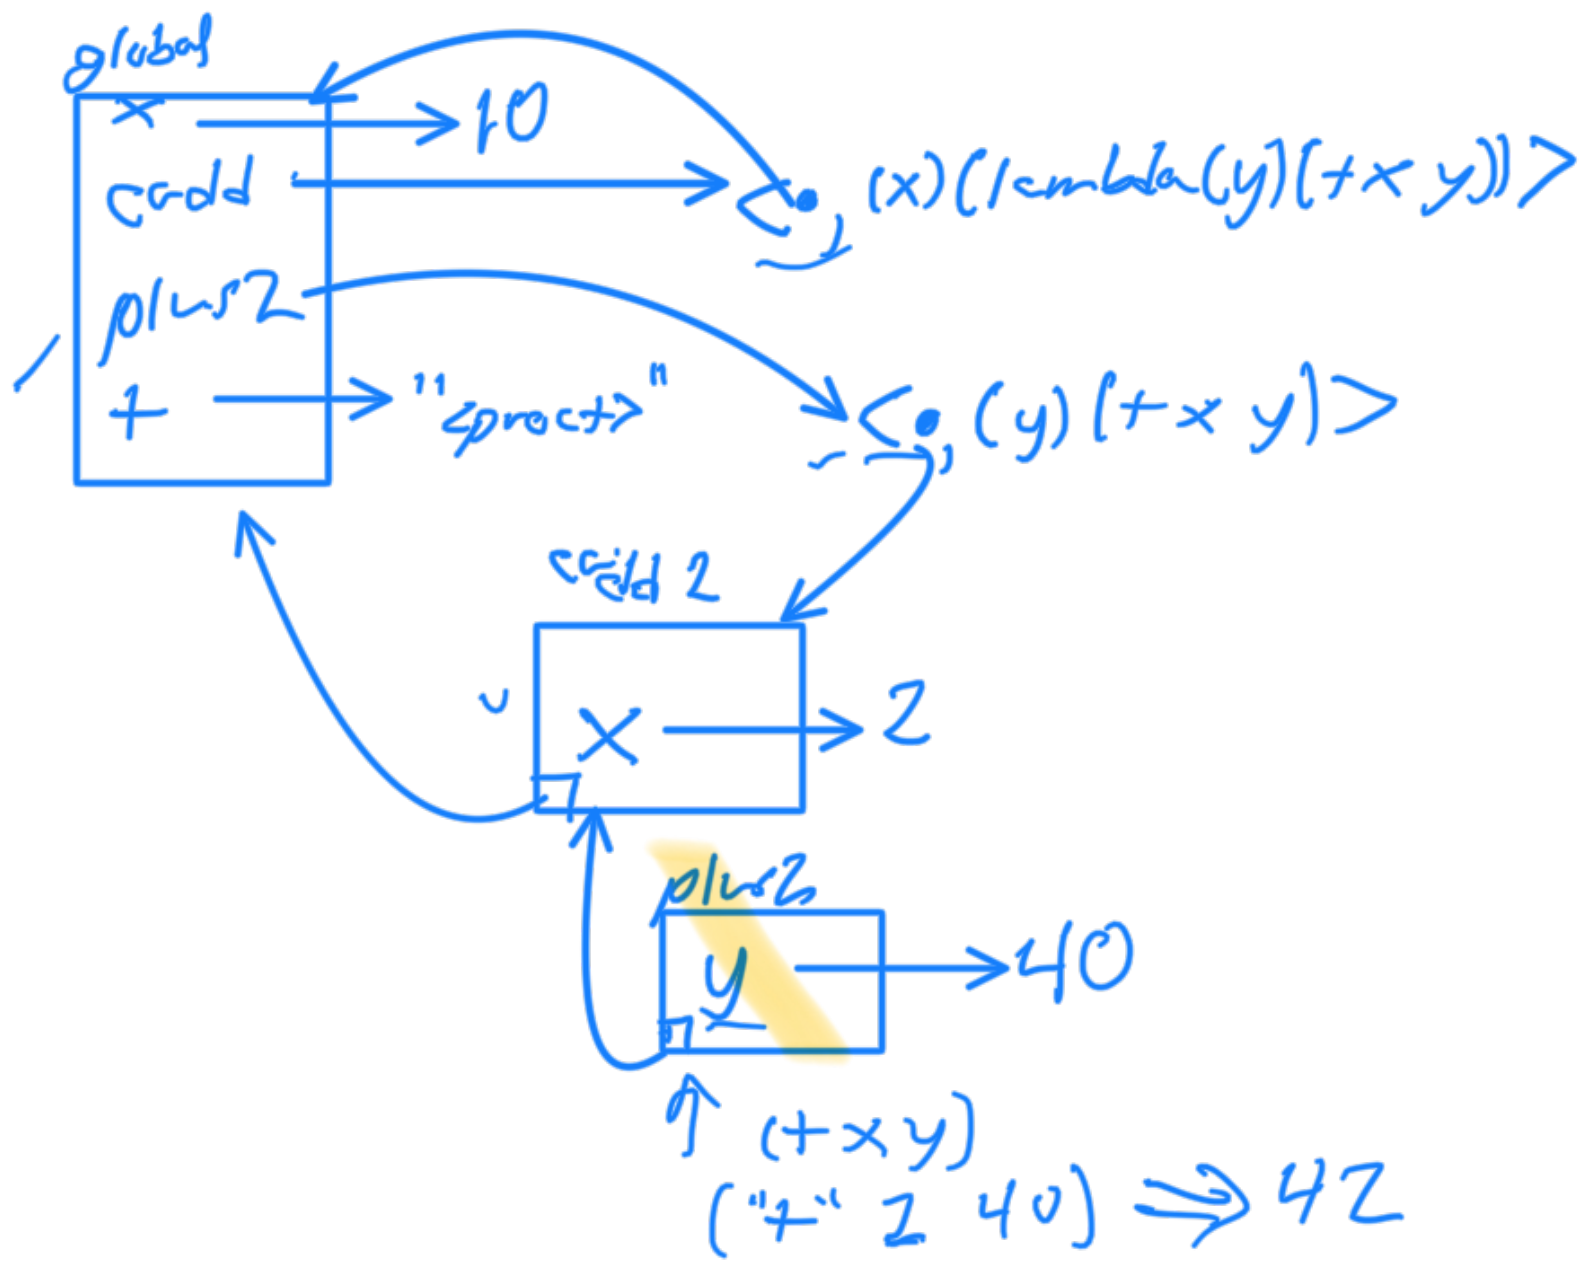 global
x → 10
cadd → <•, (x)(lambda(y)(+ x y))>
plus2 → <•, (y)(+ x y)>
+ → "<proc+>"
cadd 2
x → 2
plus2
y → 40
↑ (+ x y)
("+" 2 40) ⇒ 42